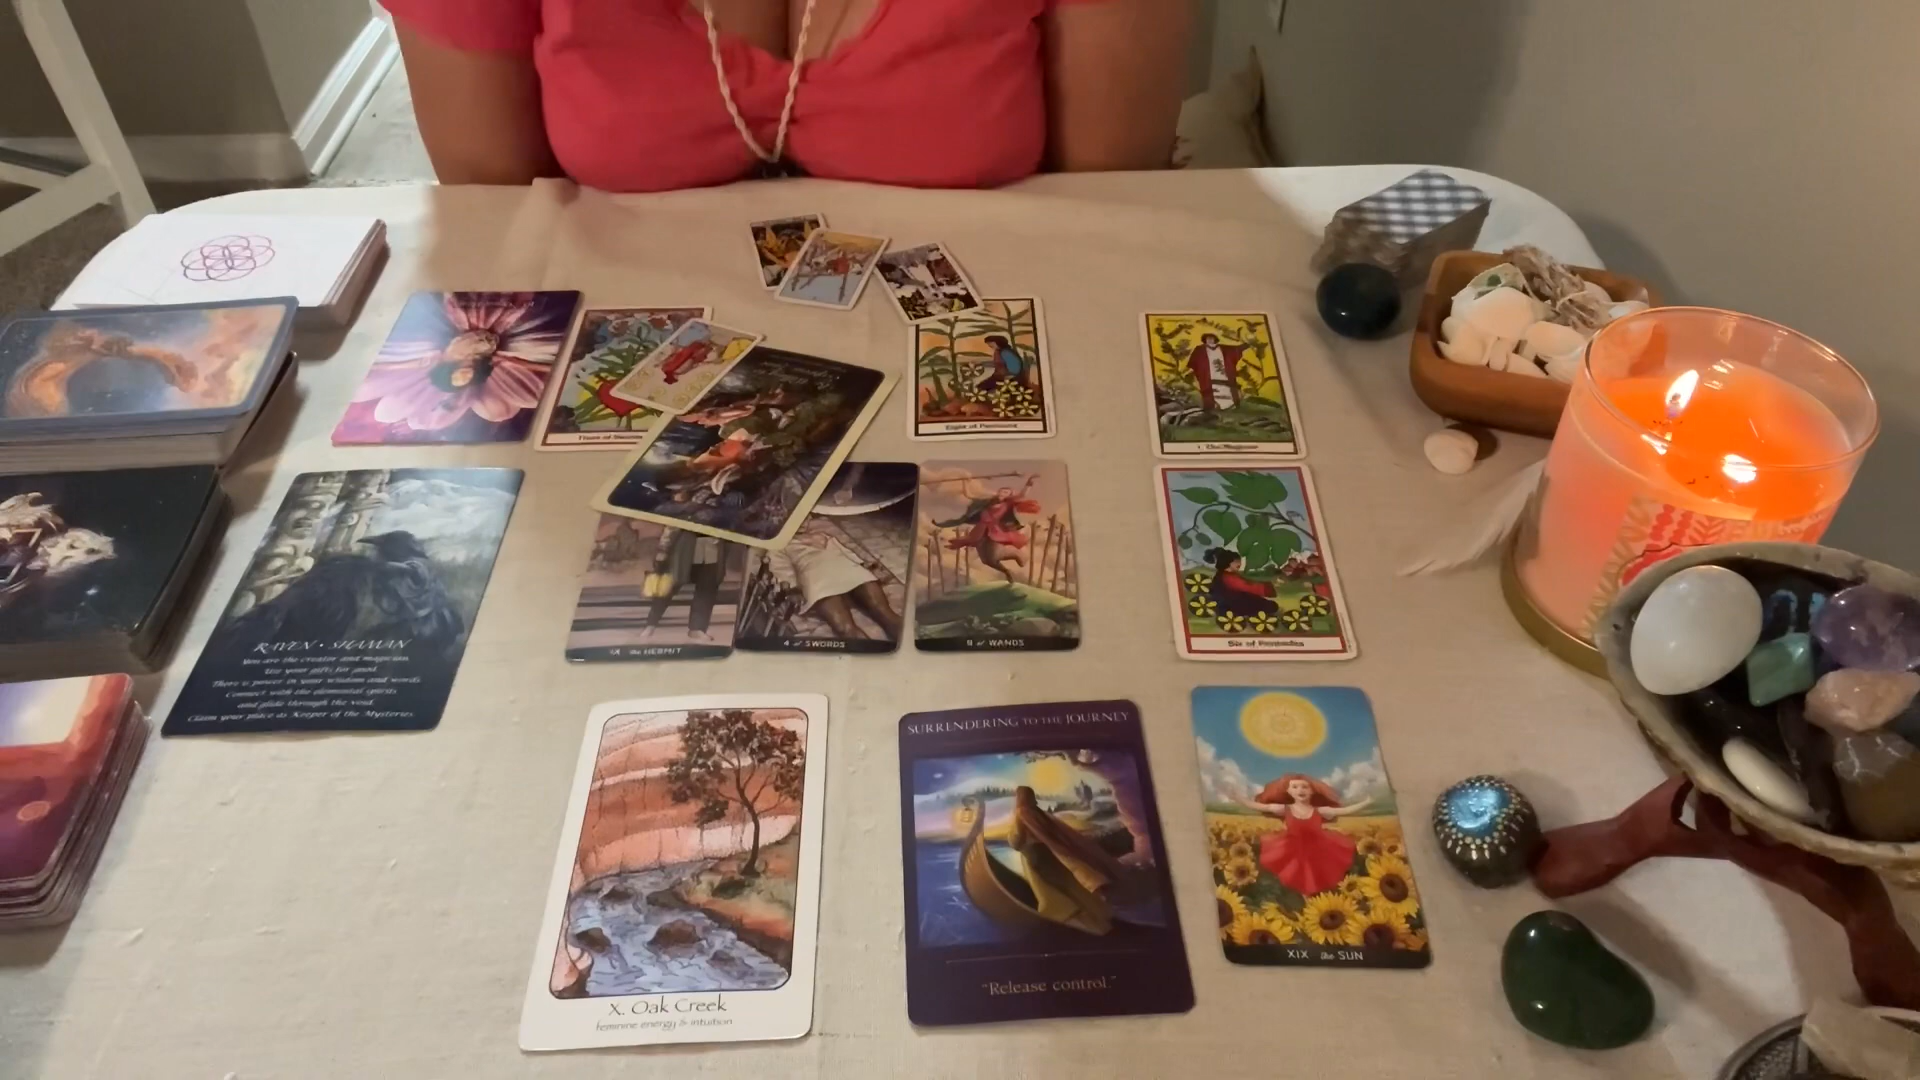 Eight of Pentacles
I The Magician
RAVEN • SHAMAN
You are the creator and magician.
Use your gifts for good.
There is power in your wisdom and words.
Connect with the elemental spirits
and glide through the void.
Claim your place as Keeper of the Mysteries.
IX the HERMIT
4 of SWORDS
of WANDS
Six of Pentacles
X. Oak Creek
feminine energy & intuition
SURRENDERING TO THE JOURNEY
"Release control."
XIX the SUN